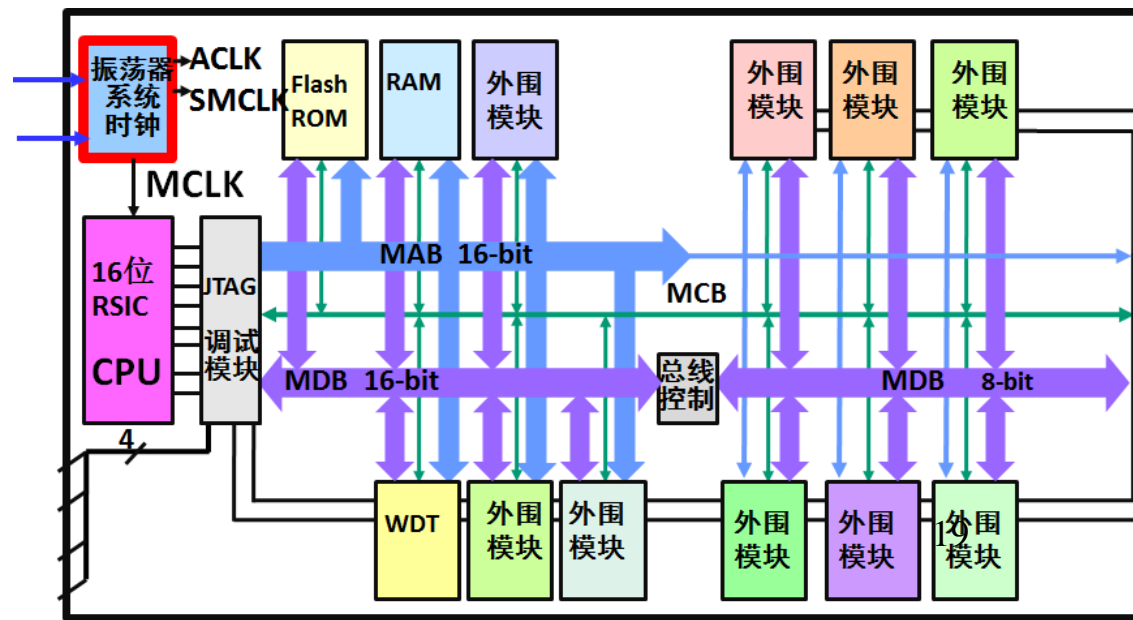 振荡器
系统
时钟
ACLK
SMCLK
Flash
ROM
RAM
外围
模块
外围
模块
外围
模块
外围
模块
MCLK
16位
RSIC
CPU
JTAG
调试
模块
MAB 16-bit
MCB
MDB 16-bit
总线
控制
MDB 8-bit
4
WDT
外围
模块
外围
模块
外围
模块
外围
模块
外围
模块
19